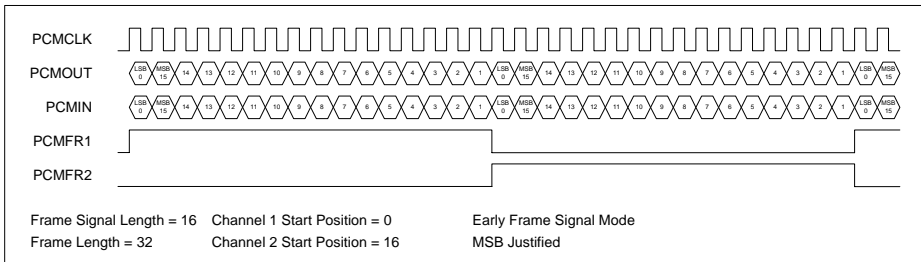 PCMCLK
PCMOUT LSB 0 MSB 15 14 13 12 11 10 9 8 7 6 5 4 3 2 1 LSB 0 MSB 15 14 13 12 11 10 9 8 7 6 5 4 3 2 1 LSB 0 MSB 15
PCMIN LSB 0 MSB 15 14 13 12 11 10 9 8 7 6 5 4 3 2 1 LSB 0 MSB 15 14 13 12 11 10 9 8 7 6 5 4 3 2 1 LSB 0 MSB 15
PCMFR1
PCMFR2
Frame Signal Length = 16 Channel 1 Start Position = 0 Early Frame Signal Mode
Frame Length = 32 Channel 2 Start Position = 16 MSB Justified